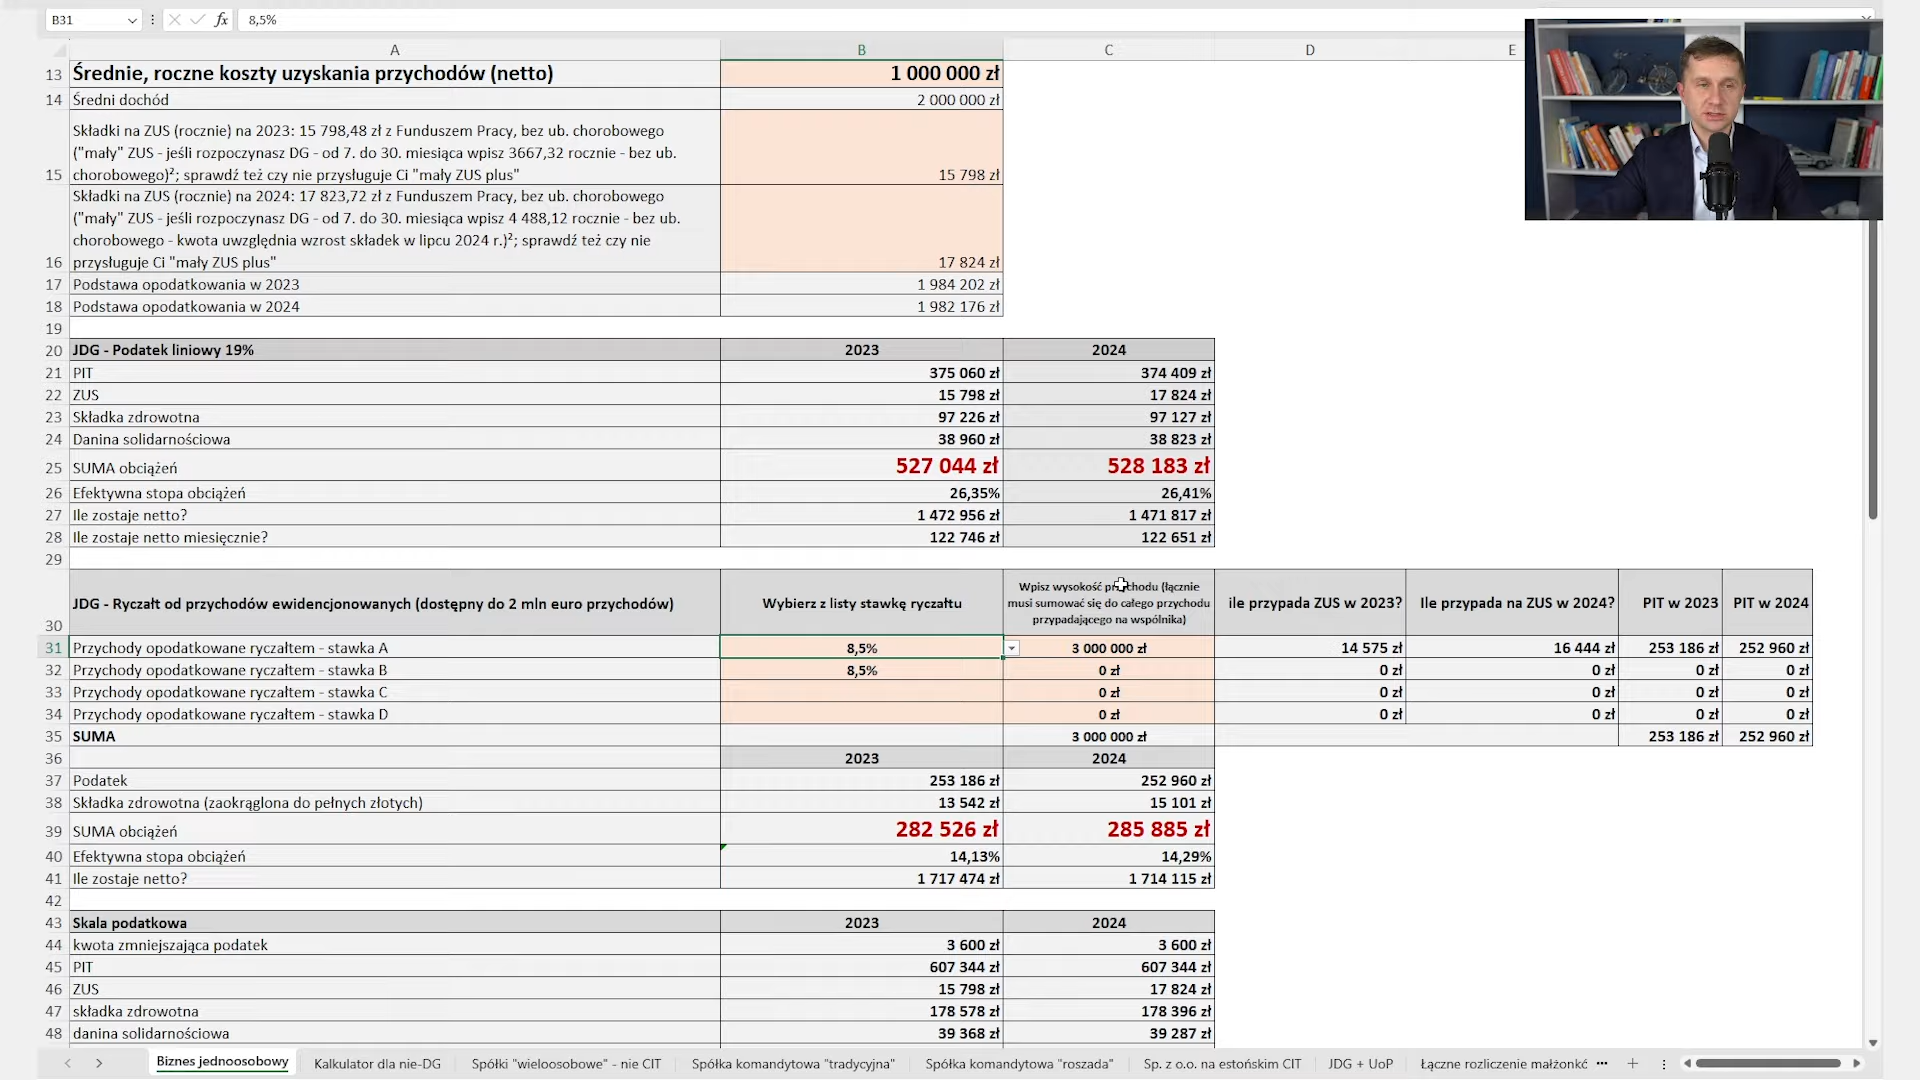 B31 fx 8,5%
A B C D E
13 Średnie, roczne koszty uzyskania przychodów (netto) 1 000 000 zł
14 Średni dochód 2 000 000 zł
Składki na ZUS (rocznie) na 2023: 15 798,48 zł z Funduszem Pracy, bez ub. chorobowego
("mały" ZUS - jeśli rozpoczynasz DG - od 7. do 30. miesiąca wpisz 3667,32 rocznie - bez ub.
15 chorobowego)²; sprawdź też czy nie przysługuje Ci "mały ZUS plus" 15 798 zł
Składki na ZUS (rocznie) na 2024: 17 823,72 zł z Funduszem Pracy, bez ub. chorobowego
("mały" ZUS - jeśli rozpoczynasz DG - od 7. do 30. miesiąca wpisz 4 488,12 rocznie - bez ub.
chorobowego - kwota uwzględnia wzrost składek w lipcu 2024 r.)²; sprawdź też czy nie
16 przysługuje Ci "mały ZUS plus" 17 824 zł
17 Podstawa opodatkowania w 2023 1 984 202 zł
18 Podstawa opodatkowania w 2024 1 982 176 zł
19
20 JDG - Podatek liniowy 19% 2023 2024
21 PIT 375 060 zł 374 409 zł
22 ZUS 15 798 zł 17 824 zł
23 Składka zdrowotna 97 226 zł 97 127 zł
24 Danina solidarnościowa 38 960 zł 38 823 zł
25 SUMA obciążeń 527 044 zł 528 183 zł
26 Efektywna stopa obciążeń 26,35% 26,41%
27 Ile zostaje netto? 1 472 956 zł 1 471 817 zł
28 Ile zostaje netto miesięcznie? 122 746 zł 122 651 zł
29
Wpisz wysokość przychodu (łącznie
30 JDG - Ryczałt od przychodów ewidencjonowanych (dostępny do 2 mln euro przychodów) Wybierz z listy stawkę ryczałtu musi sumować się do całego przychodu ile przypada ZUS w 2023? Ile przypada na ZUS w 2024? PIT w 2023 PIT w 2024
przypadającego na wspólnika)
31 Przychody opodatkowane ryczałtem - stawka A 8,5% 3 000 000 zł 14 575 zł 16 444 zł 253 186 zł 252 960 zł
32 Przychody opodatkowane ryczałtem - stawka B 8,5% 0 zł 0 zł 0 zł 0 zł 0 zł
33 Przychody opodatkowane ryczałtem - stawka C 0 zł 0 zł 0 zł 0 zł 0 zł
34 Przychody opodatkowane ryczałtem - stawka D 0 zł 0 zł 0 zł 0 zł 0 zł
35 SUMA 3 000 000 zł 253 186 zł 252 960 zł
36 2023 2024
37 Podatek 253 186 zł 252 960 zł
38 Składka zdrowotna (zaokrąglona do pełnych złotych) 13 542 zł 15 101 zł
39 SUMA obciążeń 282 526 zł 285 885 zł
40 Efektywna stopa obciążeń 14,13% 14,29%
41 Ile zostaje netto? 1 717 474 zł 1 714 115 zł
42
43 Skala podatkowa 2023 2024
44 kwota zmniejszająca podatek 3 600 zł 3 600 zł
45 PIT 607 344 zł 607 344 zł
46 ZUS 15 798 zł 17 824 zł
47 składka zdrowotna 178 578 zł 178 396 zł
48 danina solidarnościowa 39 368 zł 39 287 zł
Biznes jednoosobowy Kalkulator dla nie-DG Spółki "wieloosobowe" - nie CIT Spółka komandytowa "tradycyjna" Spółka komandytowa "roszada" Sp. z o.o. na estońskim CIT JDG + UoP Łączne rozliczenie małżonkó ...